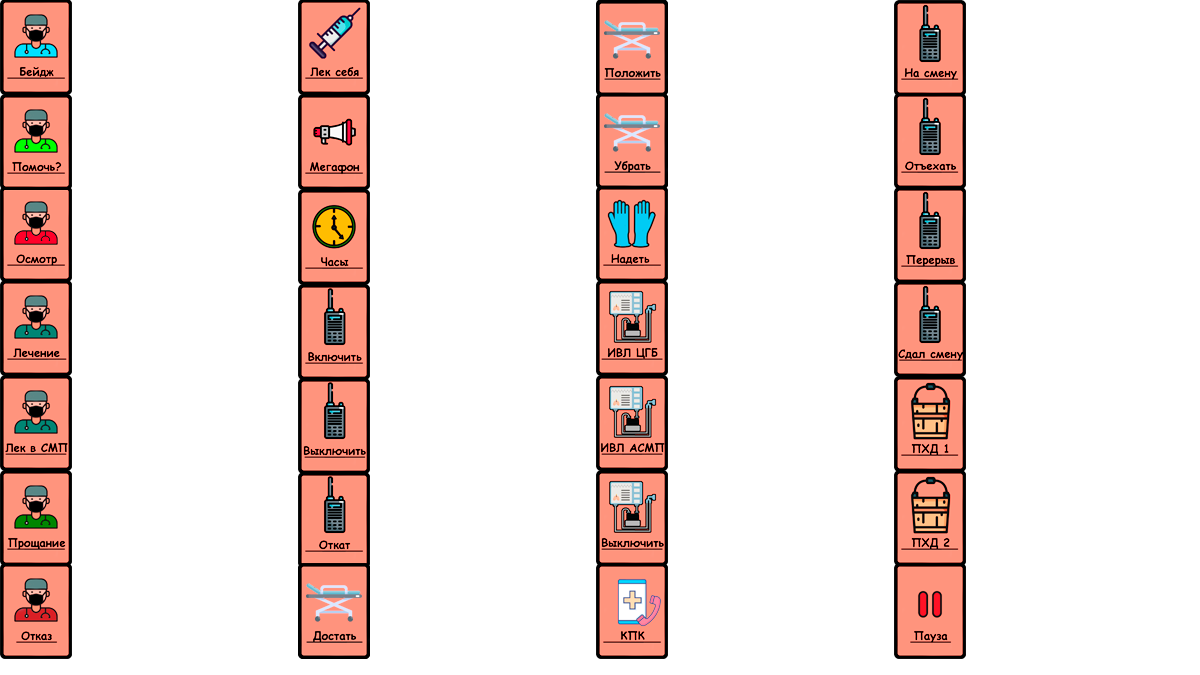 Бейдж
Помочь?
Осмотр
Лечение
Лек в СМП
Прощание
Отказ
Лек себя
Мегафон
Часы
Включить
Выключить
Откат
Достать
Положить
Убрать
Надеть
ИВЛ ЦГБ
ИВЛ АСМП
Выключить
КПК
На смену
Отъехать
Перерыв
Сдал смену
ПХД 1
ПХД 2
Пауза